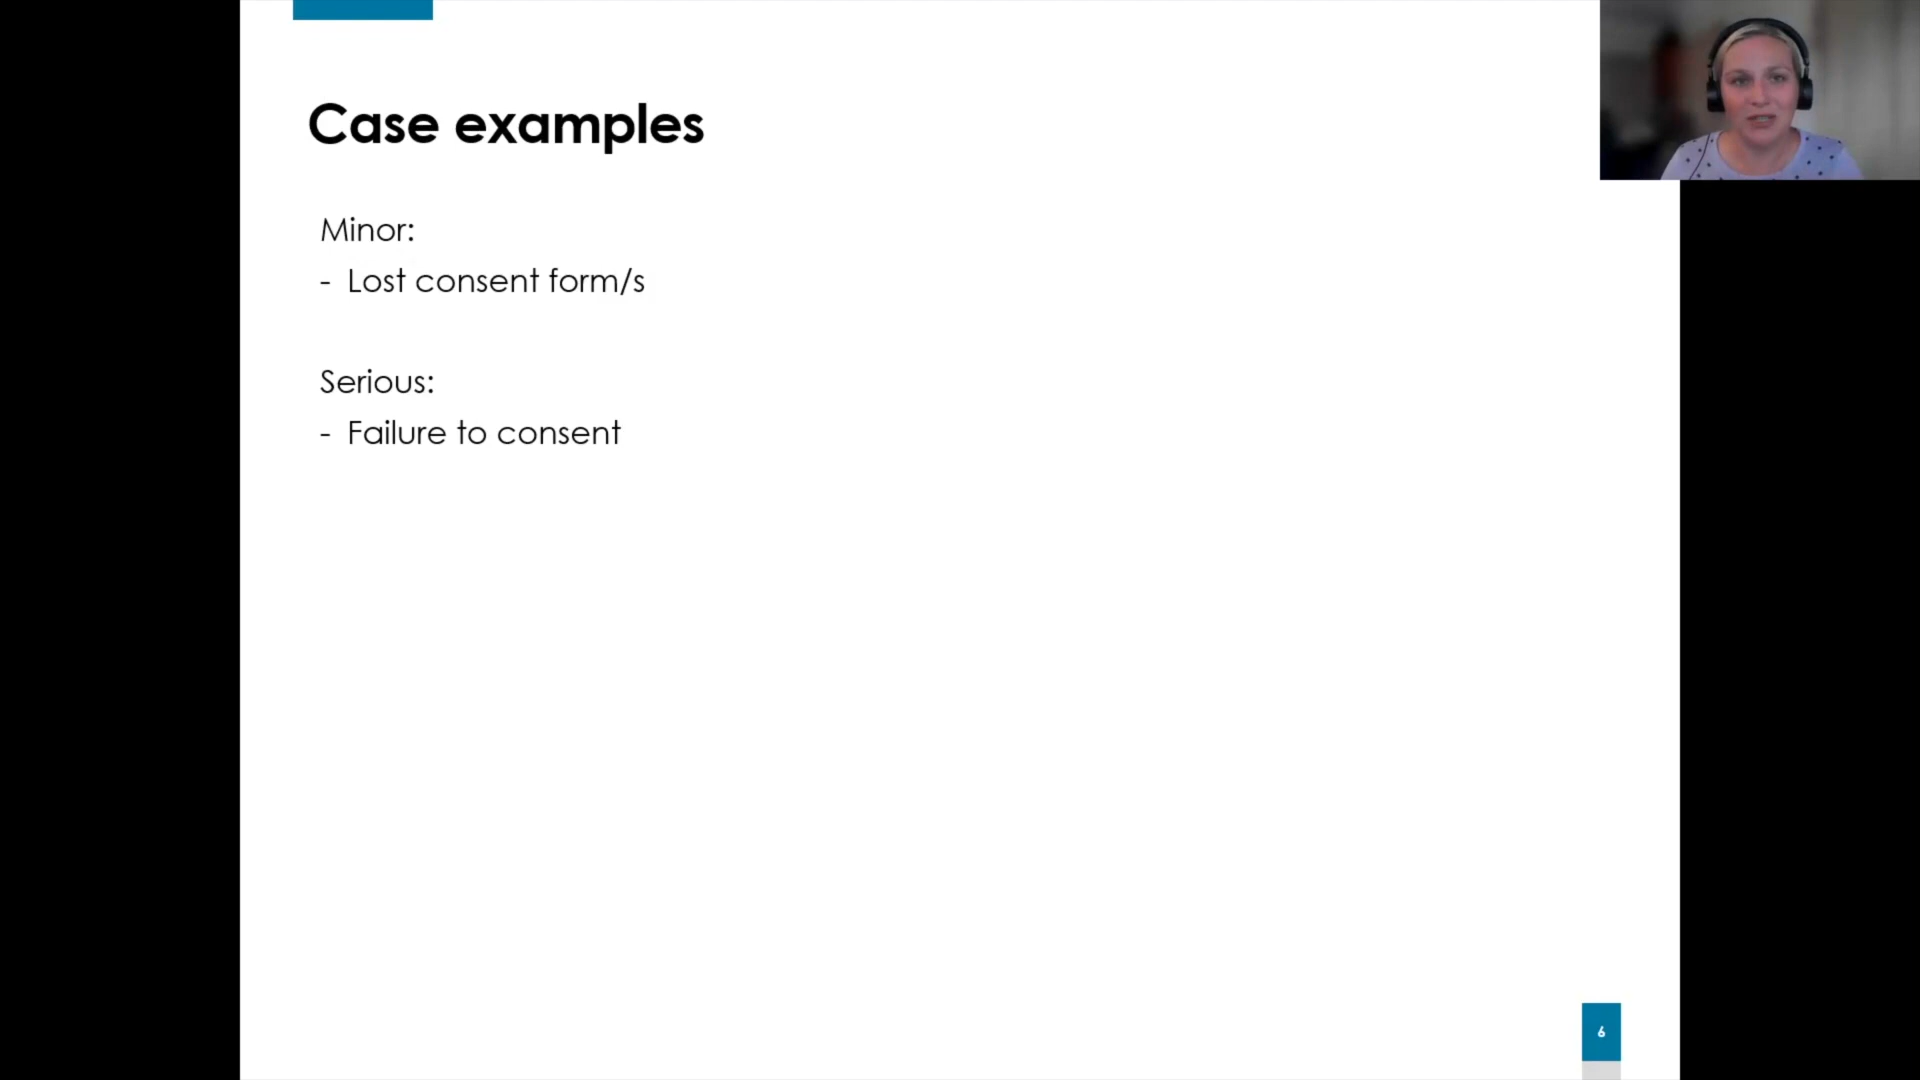 Case examples
Minor:
- Lost consent form/s
Serious:
- Failure to consent
6